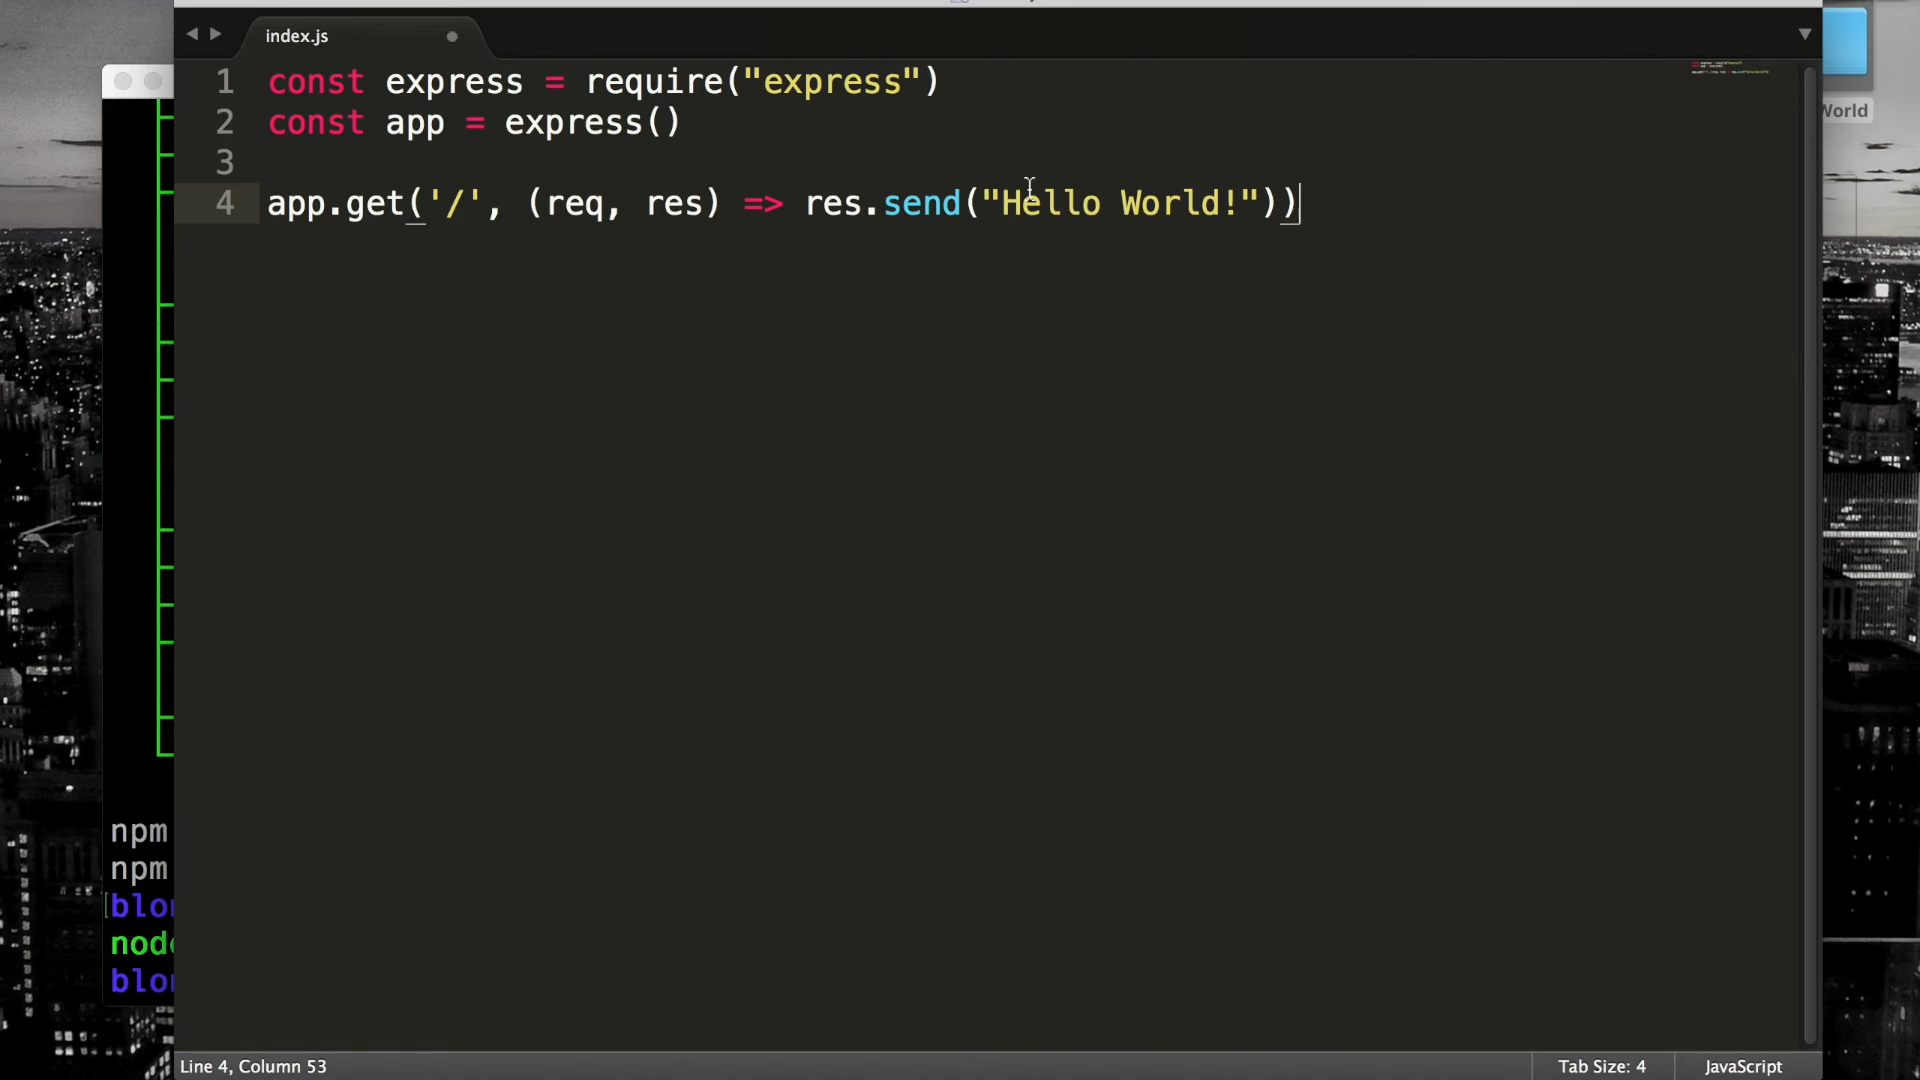 index.js
1 const express = require("express")
2 const app = express()
3
4 app.get('/', (req, res) => res.send("Hello World!"))
World
npm
npm
blo
node
blo
Line 4, Column 53
Tab Size: 4
JavaScript